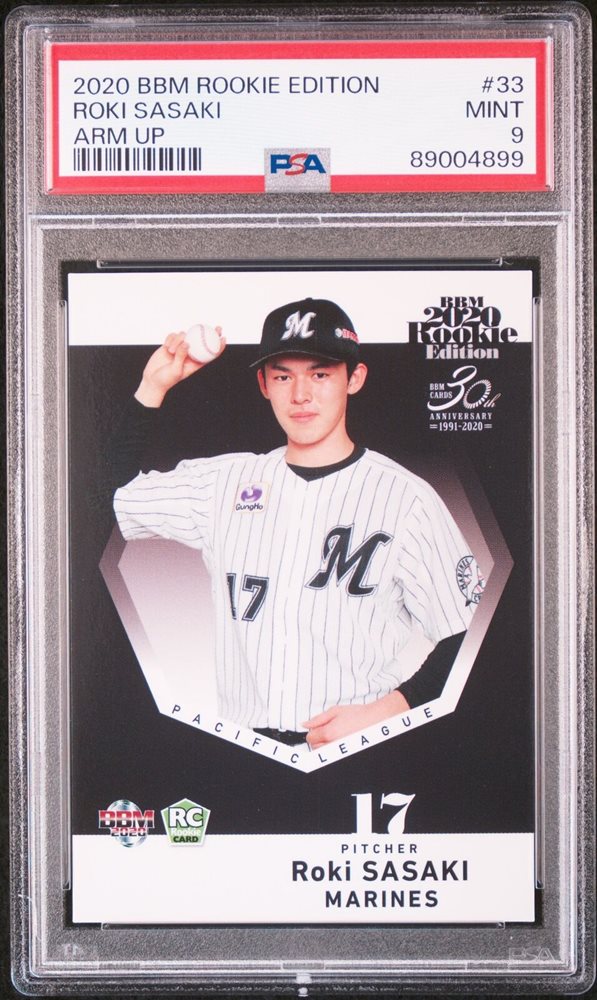 2020 BBM ROOKIE EDITION #33
ROKI SASAKI MINT
ARM UP 9
PSA 89004899
BBM
2020
Rookie
Edition
BBM
CARDS 30th
ANNIVERSARY
=1991-2020=
M
GungHo
M
17
PACIFIC LEAGUE
BBM
2020
RC
Rookie
CARD
17
PITCHER
Roki SASAKI
MARINES
PSA